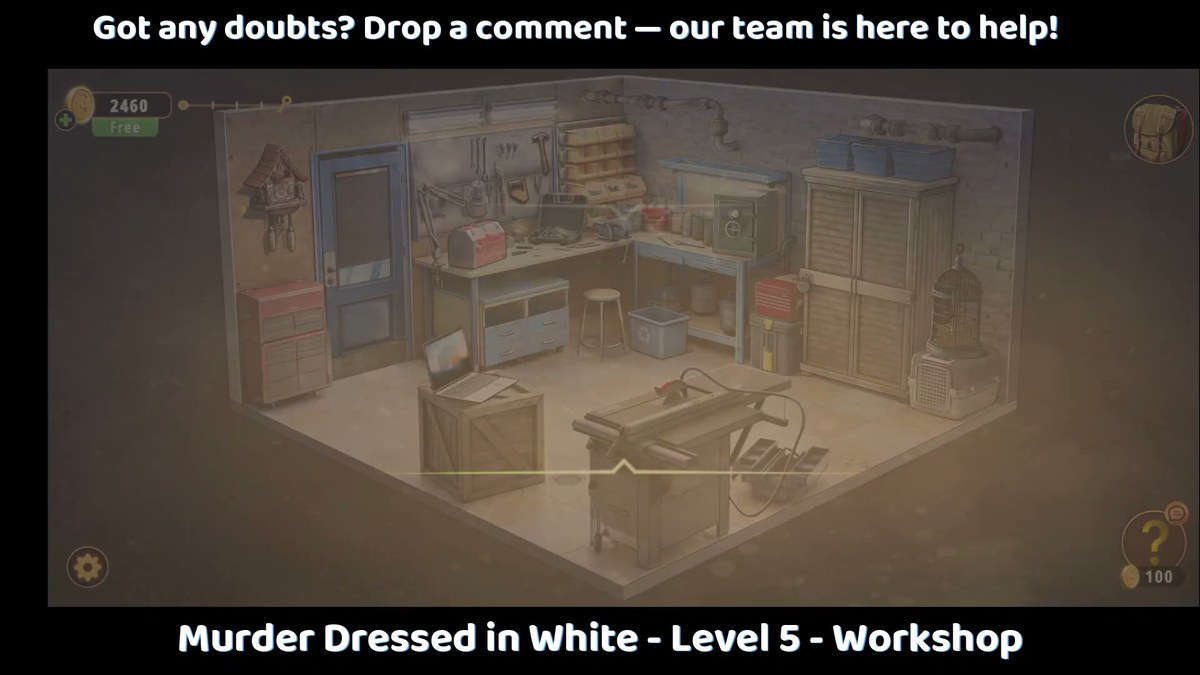 Got any doubts? Drop a comment — our team is here to help!
2460
Free
100
Murder Dressed in White - Level 5 - Workshop